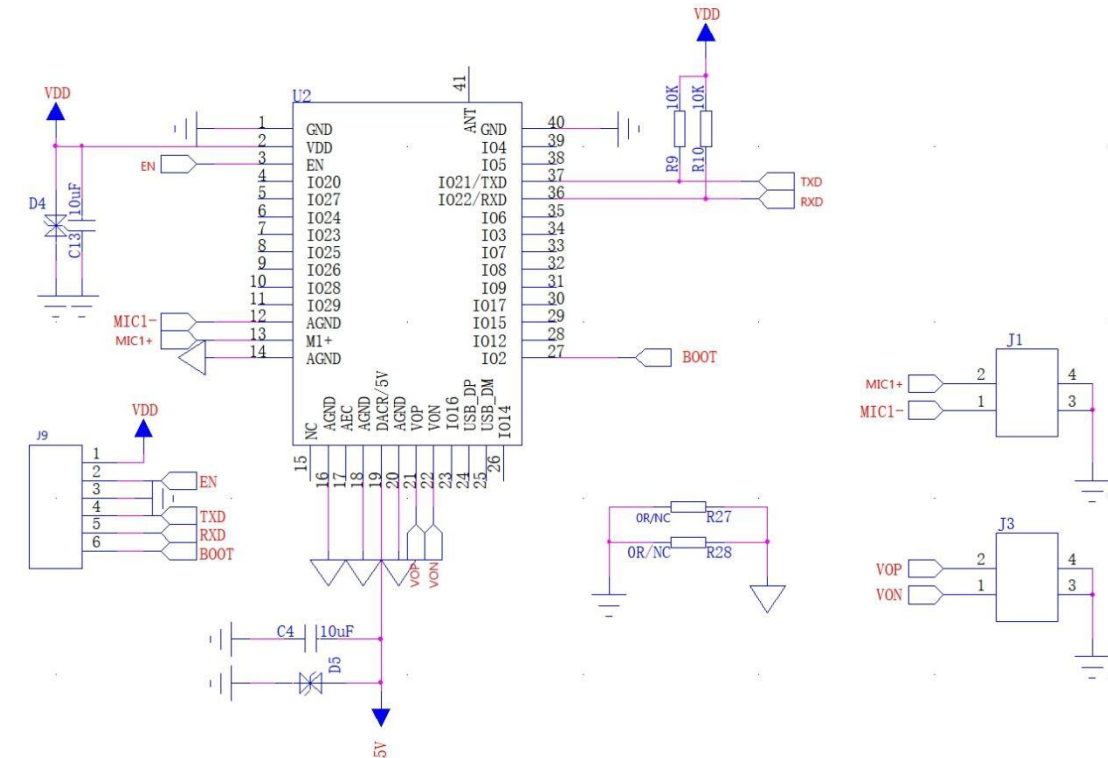 VDD
VDD
U2
41
ANT
1 GND
2 VDD
EN 3 EN
4 IO20
5 IO27
6 IO24
7 IO23
8 IO25
9 IO26
10 IO28
11 IO29
MIC1- 12 AGND
MIC1+ 13 M1+
14 AGND
GND 40
IO4 39
IO5 38
IO21/TXD 37 TXD
IO22/RXD 36 RXD
IO6 35
IO3 34
IO7 33
IO8 32
IO9 31
IO17 30
IO15 29
IO12 28
IO2 27 BOOT
10K 10K
R9 R10
D4
10uF
C13
NC 15
AGND 16
AEC 17
AGND 18
DACR/5V 19
AGND 20
VOP 21
VON 22
IO16 23
USB_DP 24
USB_DM 25
IO14 26
VOP VON
VDD
J9
1
2 EN
3
4 TXD
5 RXD
6 BOOT
C4 10uF
D5
5V
0R/NC R27
0R/NC R28
J1
MIC1+ 2 4
MIC1- 1 3
J3
VOP 2 4
VON 1 3